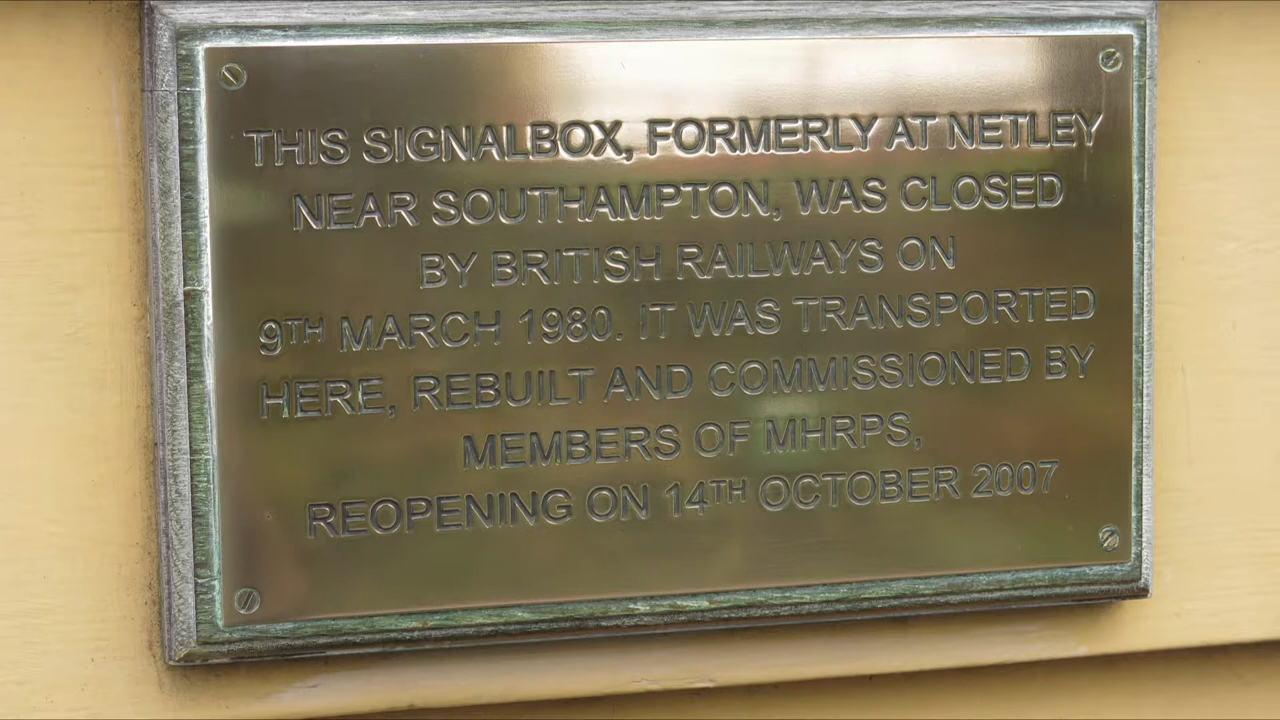 THIS SIGNALBOX, FORMERLY AT NETLEY
NEAR SOUTHAMPTON, WAS CLOSED
BY BRITISH RAILWAYS ON
9TH MARCH 1980. IT WAS TRANSPORTED
HERE, REBUILT AND COMMISSIONED BY
MEMBERS OF MHRPS,
REOPENING ON 14TH OCTOBER 2007